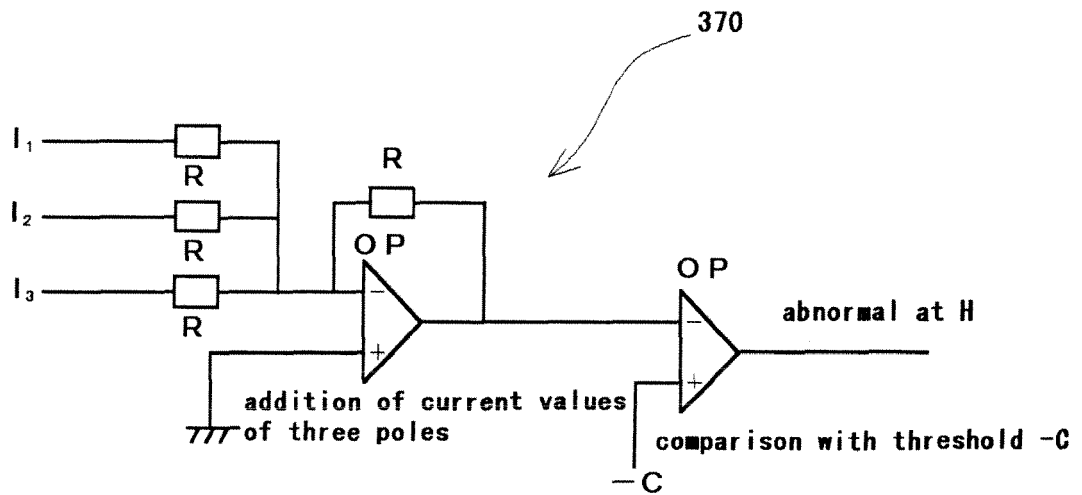 370
I₁
R
R
I₂
R
OP
OP
I₃
R
−
−
abnormal at H
+
+
addition of current values
of three poles
comparison with threshold -C
−C